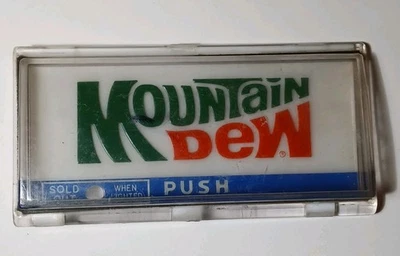 MOUNTAIN
DEW®
SOLD OUT WHEN LIGHTED PUSH